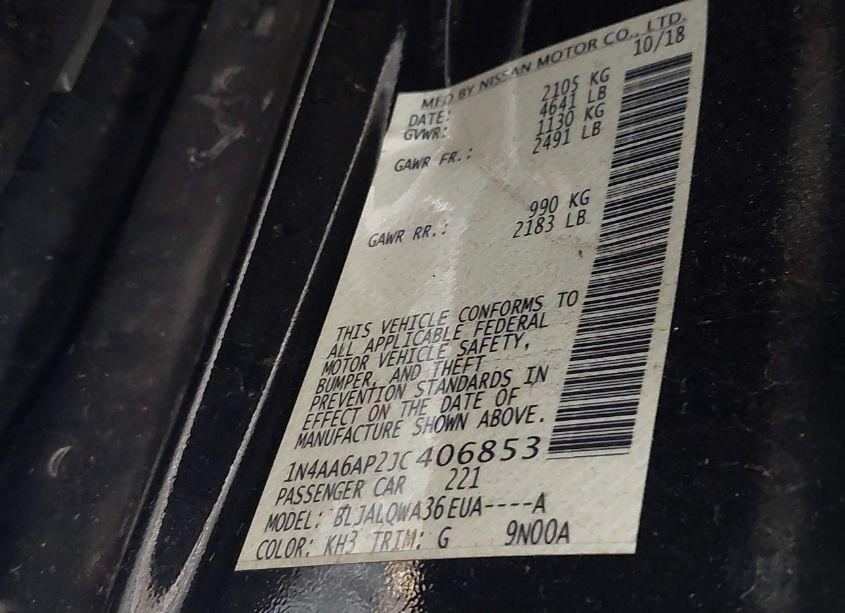 MFD BY NISSAN MOTOR CO., LTD.
DATE: 10/18
GVWR: 2105 KG
4641 LB
GAWR FR.: 1130 KG
2491 LB
GAWR RR.: 990 KG
2183 LB
THIS VEHICLE CONFORMS TO
ALL APPLICABLE FEDERAL
MOTOR VEHICLE SAFETY,
BUMPER, AND THEFT
PREVENTION STANDARDS IN
EFFECT ON THE DATE OF
MANUFACTURE SHOWN ABOVE.
1N4AA6AP2JC406853
PASSENGER CAR 221
MODEL: BLJALQWA36EUA----A
COLOR: KH3 TRIM: G 9N00A